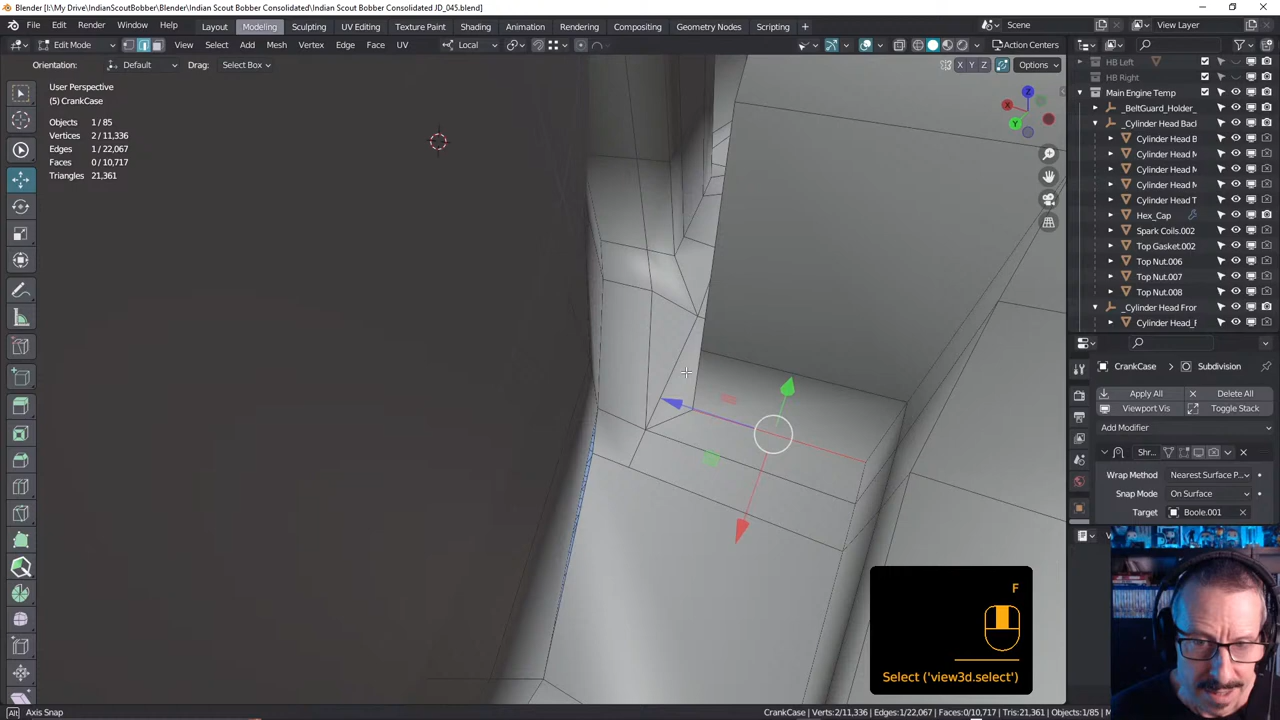 Blender [I:\My Drive\IndianScoutBobber\Blender\Indian Scout Bobber Consolidated\Indian Scout Bobber Consolidated JD_045.blend]
File Edit Render Window Help Layout Modeling Sculpting UV Editing Texture Paint Shading Animation Rendering Compositing Geometry Nodes Scripting + Scene View Layer
Edit Mode View Select Add Mesh Vertex Edge Face UV Local Action Centers
Orientation: Default Drag: Select Box X Y Z Options
User Perspective
(5) CrankCase
Objects 1/85
Vertices 2/11,336
Edges 1/22,067
Faces 0/10,717
Triangles 21,361
X
Y
Z
HB Left
HB Right
Main Engine Temp
_BeltGuard_Holder_
_Cylinder Head Back
Cylinder Head B
Cylinder Head M
Cylinder Head M
Cylinder Head M
Cylinder Head T
Hex_Cap
Spark Coils.002
Top Gasket.002
Top Nut.006
Top Nut.007
Top Nut.008
_Cylinder Head Fror
Cylinder Head_F
CrankCase Subdivision
Apply All Delete All
Viewport Vis Toggle Stack
Add Modifier
Shr...
Wrap Method Nearest Surface P...
Snap Mode On Surface
Target Boole.001
F
Select ('view3d.select')
Alt Axis Snap
CrankCase | Verts:2/11,336 | Edges:1/22,067 | Faces:0/10,717 | Tris:21,361 | Objects:1/85 | M